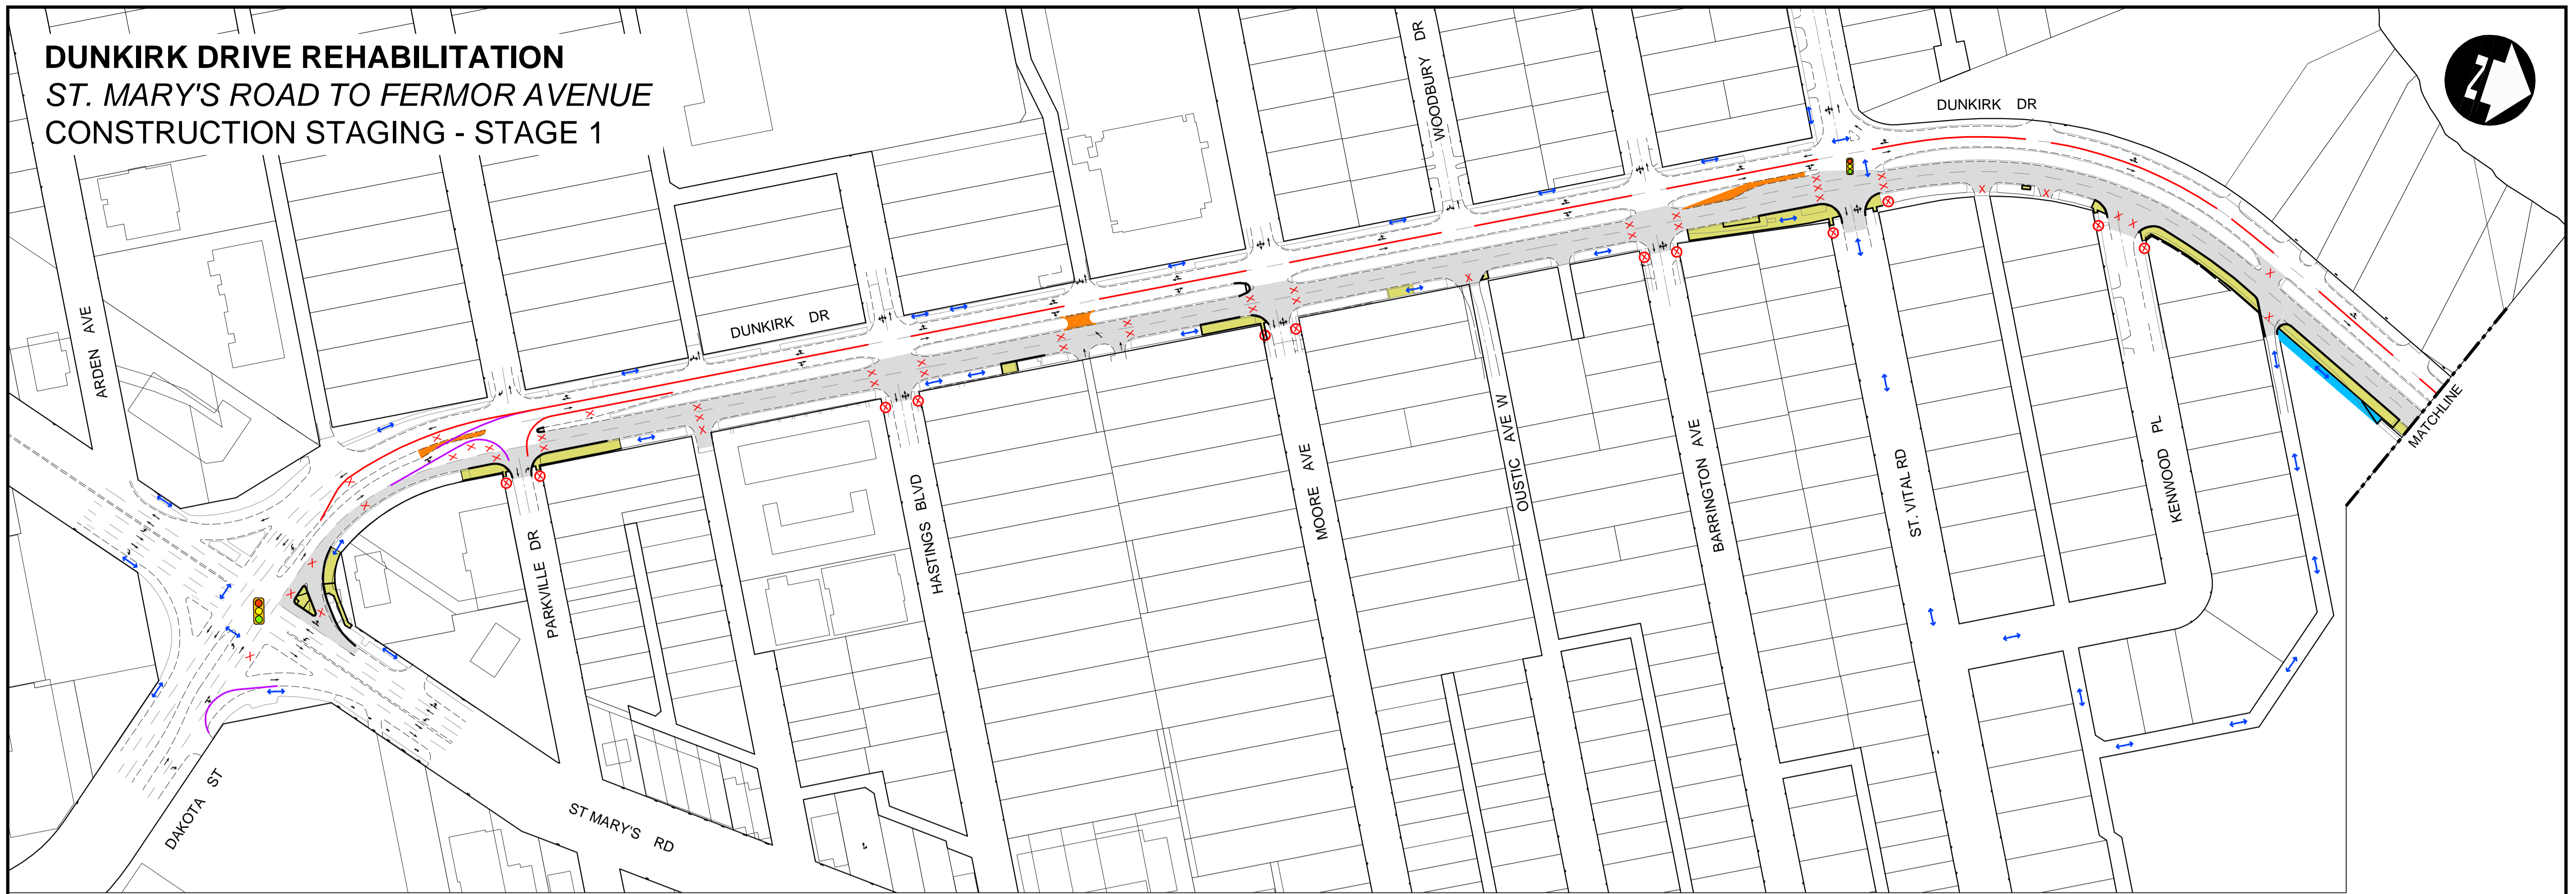 DUNKIRK DRIVE REHABILITATION
ST. MARY'S ROAD TO FERMOR AVENUE
CONSTRUCTION STAGING - STAGE 1
WOODBURY DR
DUNKIRK DR
Z
DUNKIRK DR
ARDEN AVE
MATCHLINE
PARKVILLE DR
HASTINGS BLVD
MOORE AVE
OUSTIC AVE W
BARRINGTON AVE
ST. VITAL RD
KENWOOD PL
DAKOTA ST
ST MARY'S RD